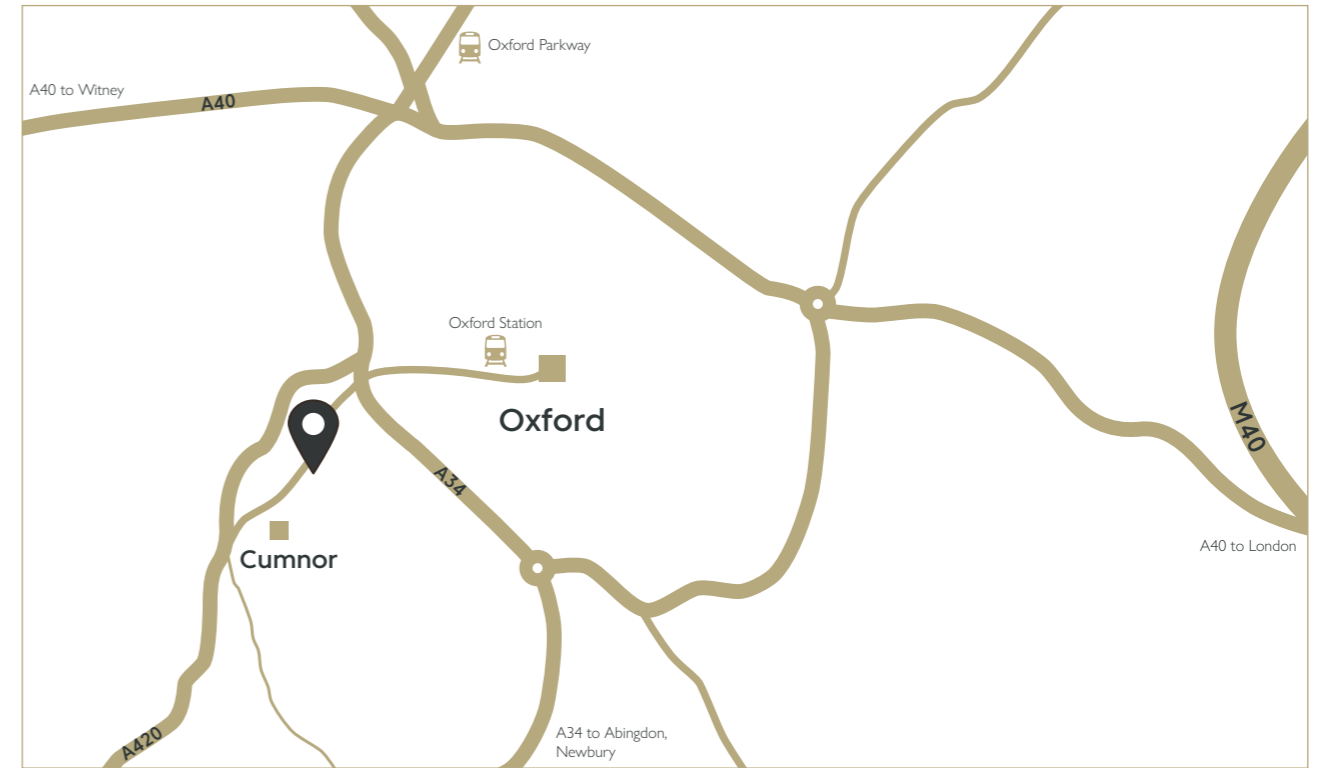 Oxford Parkway
A40 to Witney
A40
Oxford Station
Oxford
M40
A34
A40 to London
Cumnor
A420
A34 to Abingdon,
Newbury